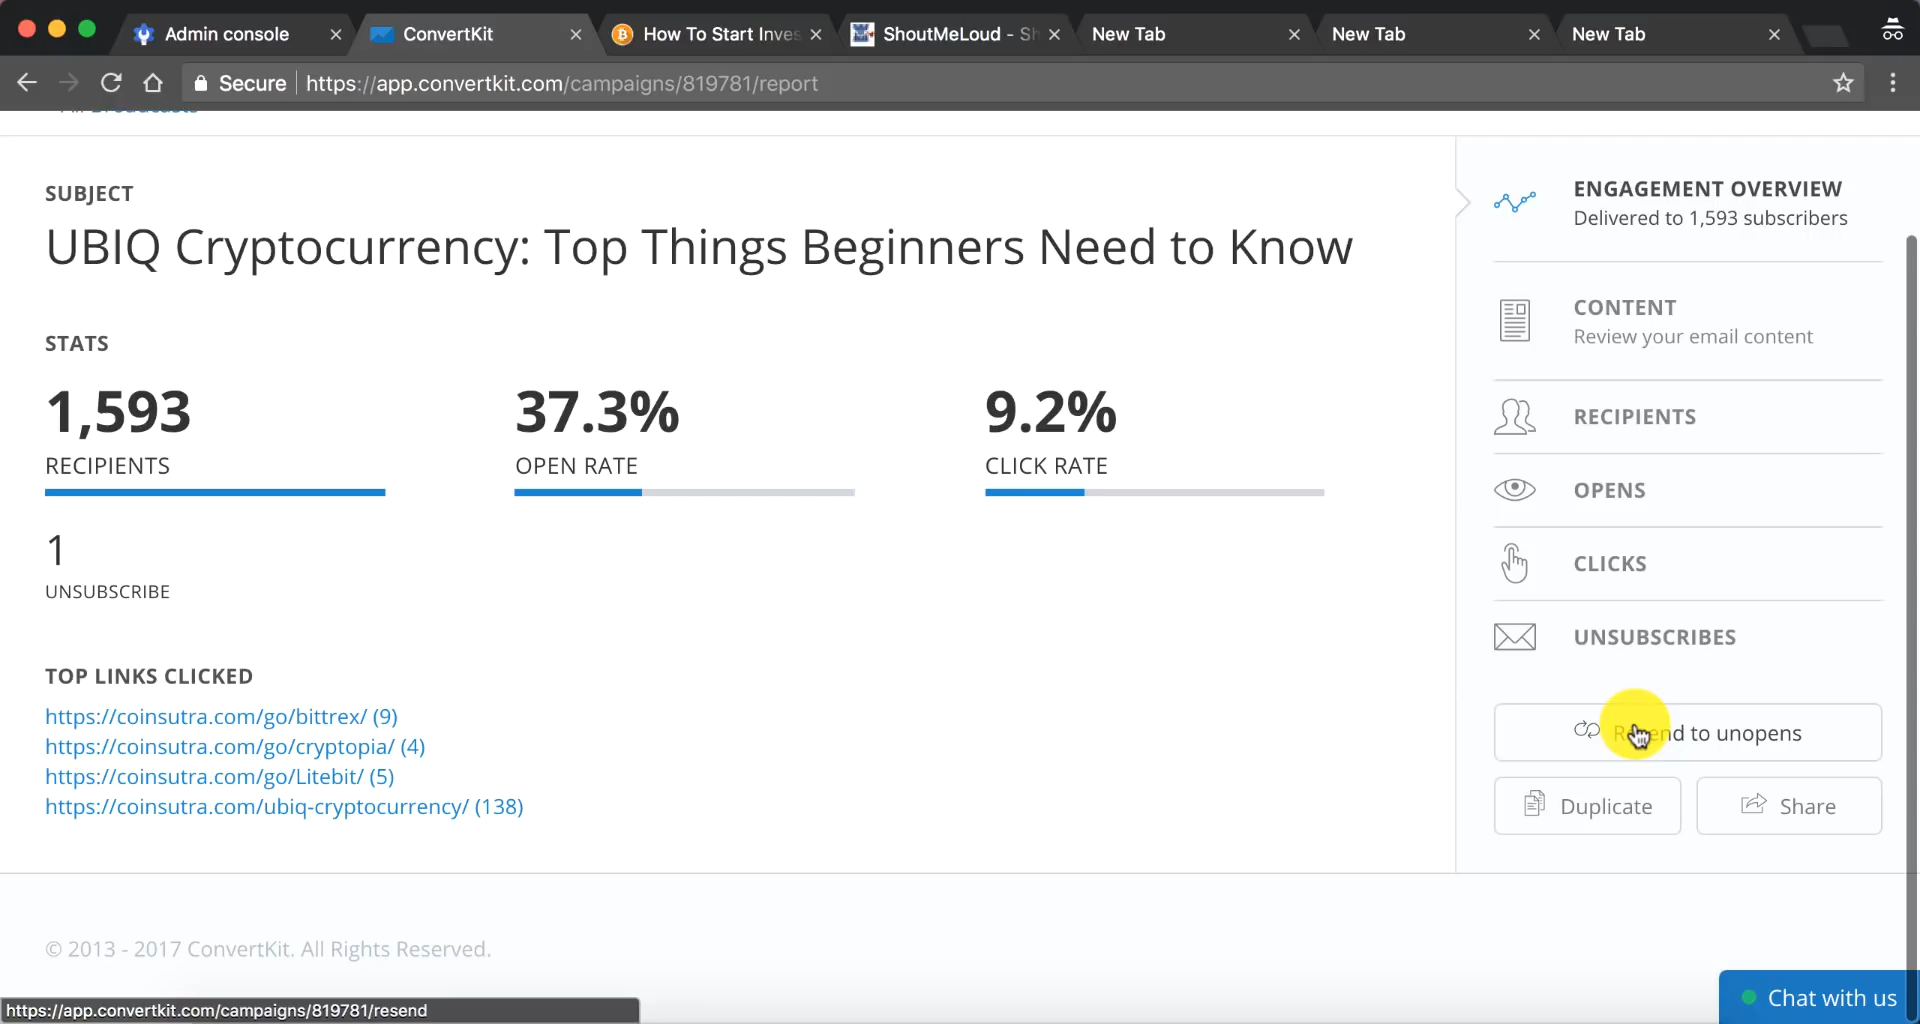 Admin console
ConvertKit
How To Start Inves
ShoutMeLoud - Sh
New Tab
New Tab
New Tab
Secure
https://app.convertkit.com/campaigns/819781/report
SUBJECT
UBIQ Cryptocurrency: Top Things Beginners Need to Know
STATS
1,593
RECIPIENTS
37.3%
OPEN RATE
9.2%
CLICK RATE
1
UNSUBSCRIBE
TOP LINKS CLICKED
https://coinsutra.com/go/bittrex/ (9)
https://coinsutra.com/go/cryptopia/ (4)
https://coinsutra.com/go/Litebit/ (5)
https://coinsutra.com/ubiq-cryptocurrency/ (138)
ENGAGEMENT OVERVIEW
Delivered to 1,593 subscribers
CONTENT
Review your email content
RECIPIENTS
OPENS
CLICKS
UNSUBSCRIBES
Resend to unopens
Duplicate
Share
© 2013 - 2017 ConvertKit. All Rights Reserved.
https://app.convertkit.com/campaigns/819781/resend
Chat with us